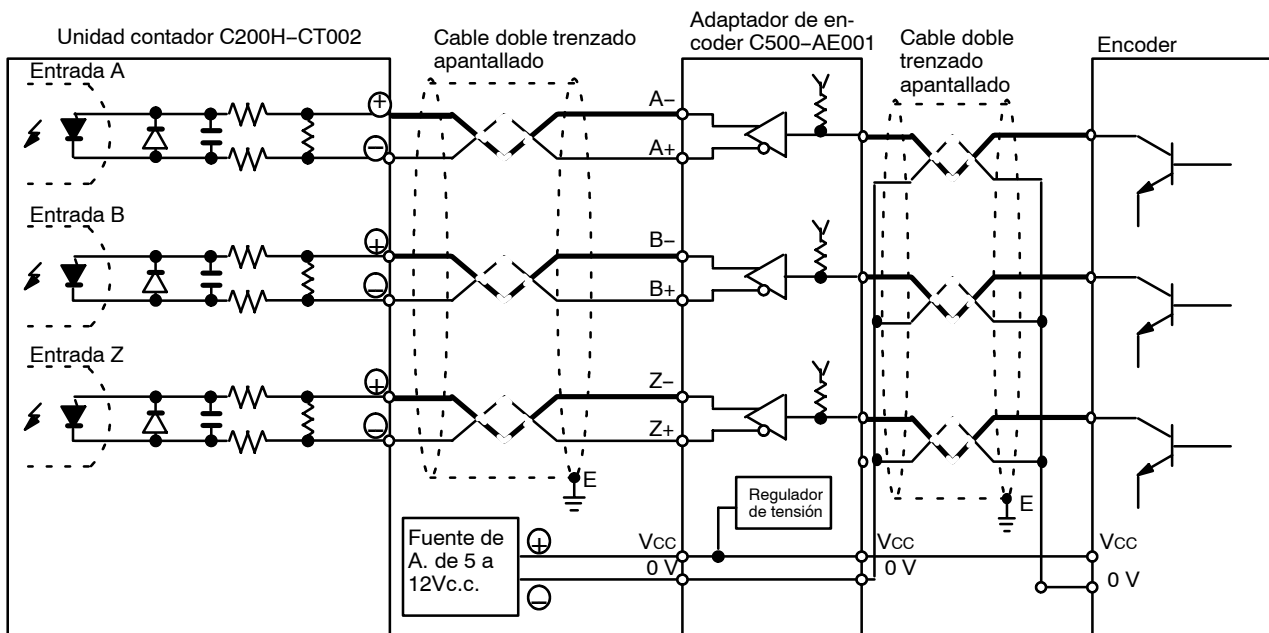 Unidad contador C200H–CT002
Cable doble trenzado
apantallado
Adaptador de en-
coder C500–AE001
Cable doble
trenzado
apantallado
Encoder
Entrada A
+
–
A–
A+
Entrada B
+
–
B–
B+
Entrada Z
+
–
Z–
Z+
E
E
Regulador
de tensión
Fuente de
A. de 5 a
12Vc.c.
+
–
VCC
0 V
VCC
0 V
VCC
0 V